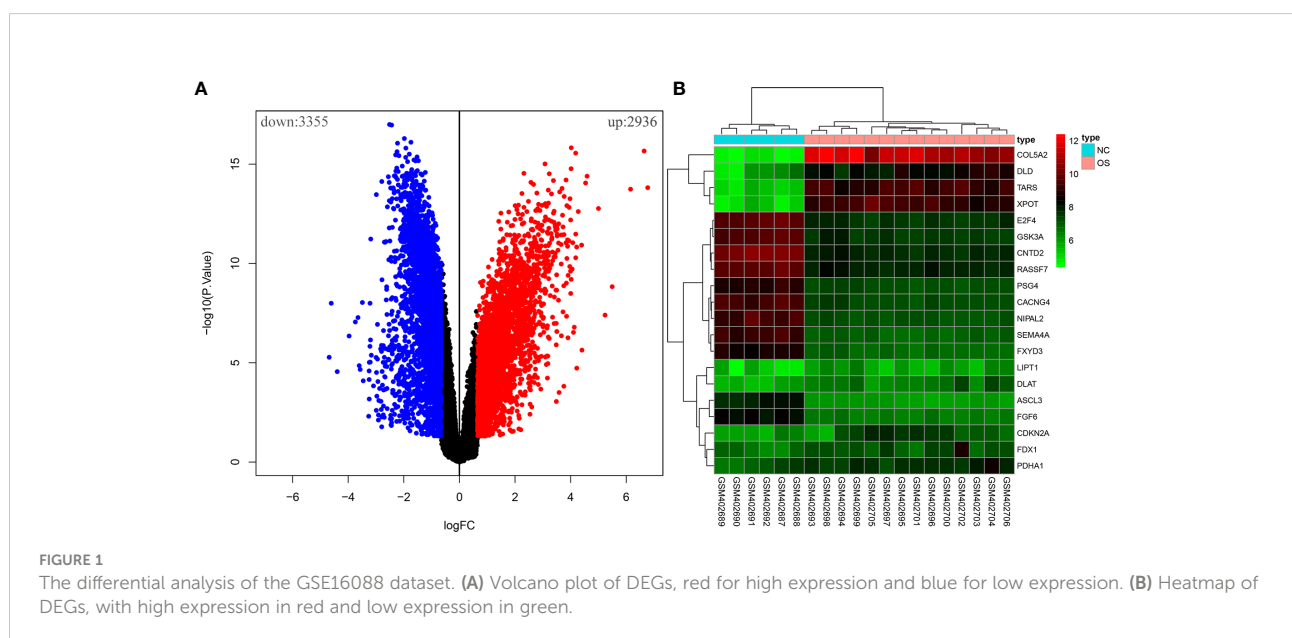 A
down:3355
up:2936
15
10
5
0
−log10(P.Value)
−6
−4
−2
0
2
4
6
logFC
B
type
COL5A2
DLD
TARS
XPOT
E2F4
GSK3A
CNTD2
RASSF7
PSG4
CACNG4
NIPAL2
SEMA4A
FXYD3
LIPT1
DLAT
ASCL3
FGF6
CDKN2A
FDX1
PDHA1
12
10
8
6
type
NC
OS
GSM402689
GSM402690
GSM402691
GSM402692
GSM402687
GSM402688
GSM402693
GSM402698
GSM402694
GSM402699
GSM402705
GSM402697
GSM402695
GSM402701
GSM402696
GSM402700
GSM402702
GSM402703
GSM402704
GSM402706
FIGURE 1
The differential analysis of the GSE16088 dataset. (A) Volcano plot of DEGs, red for high expression and blue for low expression. (B) Heatmap of
DEGs, with high expression in red and low expression in green.